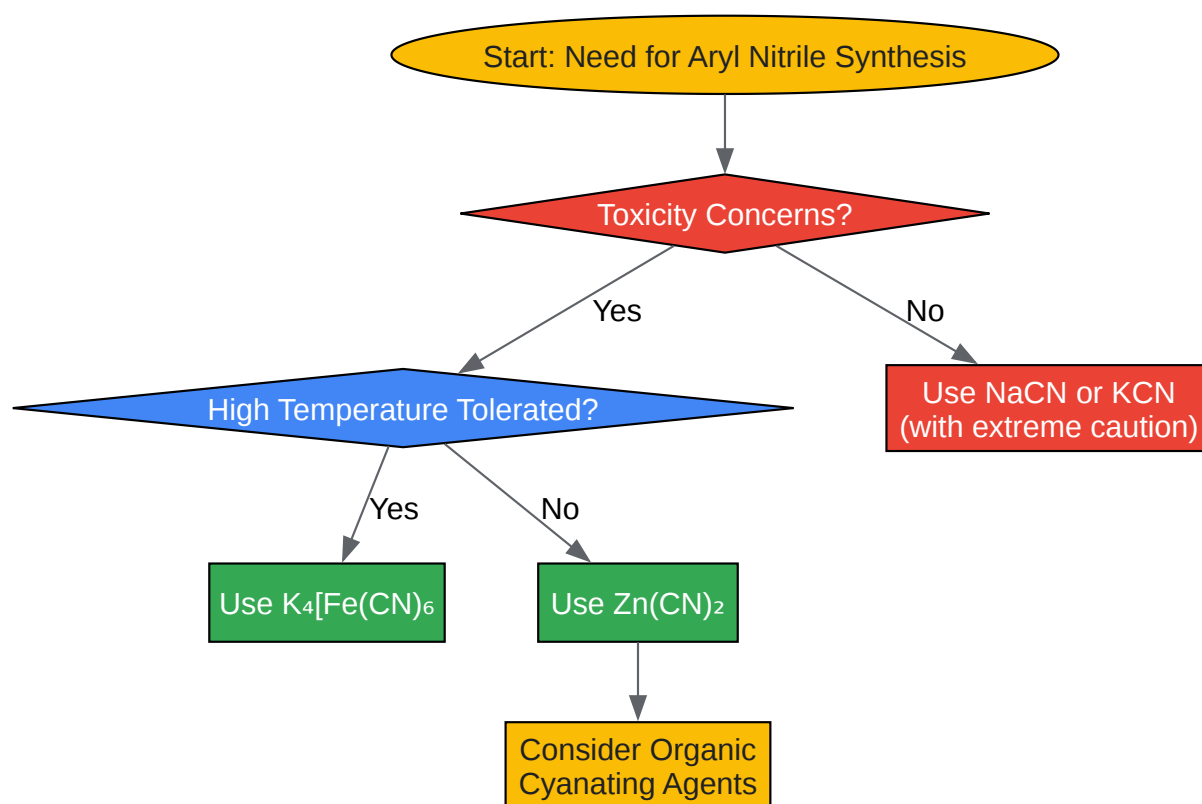 Start: Need for Aryl Nitrile Synthesis
Toxicity Concerns?
Yes
No
High Temperature Tolerated?
Use NaCN or KCN
(with extreme caution)
Yes
No
Use K₄[Fe(CN)₆
Use Zn(CN)₂
Consider Organic
Cyanating Agents